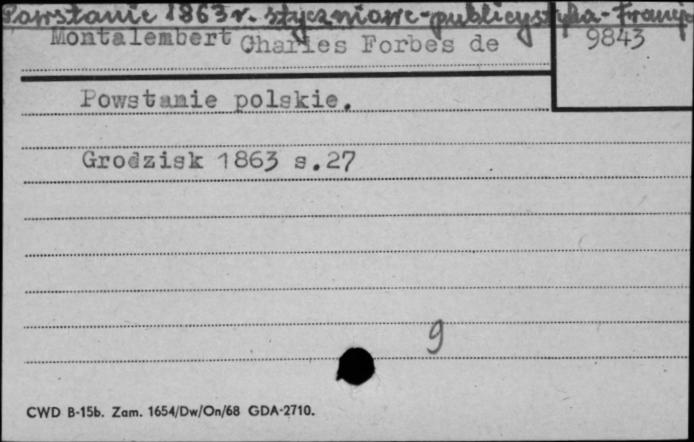 Powstanie 1863 r. styczniowe-publicystyka-Franc
Montalembert Charles Forbes de
9843
Powstanie polskie.
Grodzisk 1863 s.27
9
CWD B-15b. Zam. 1654/Dw/On/68 GDA-2710.